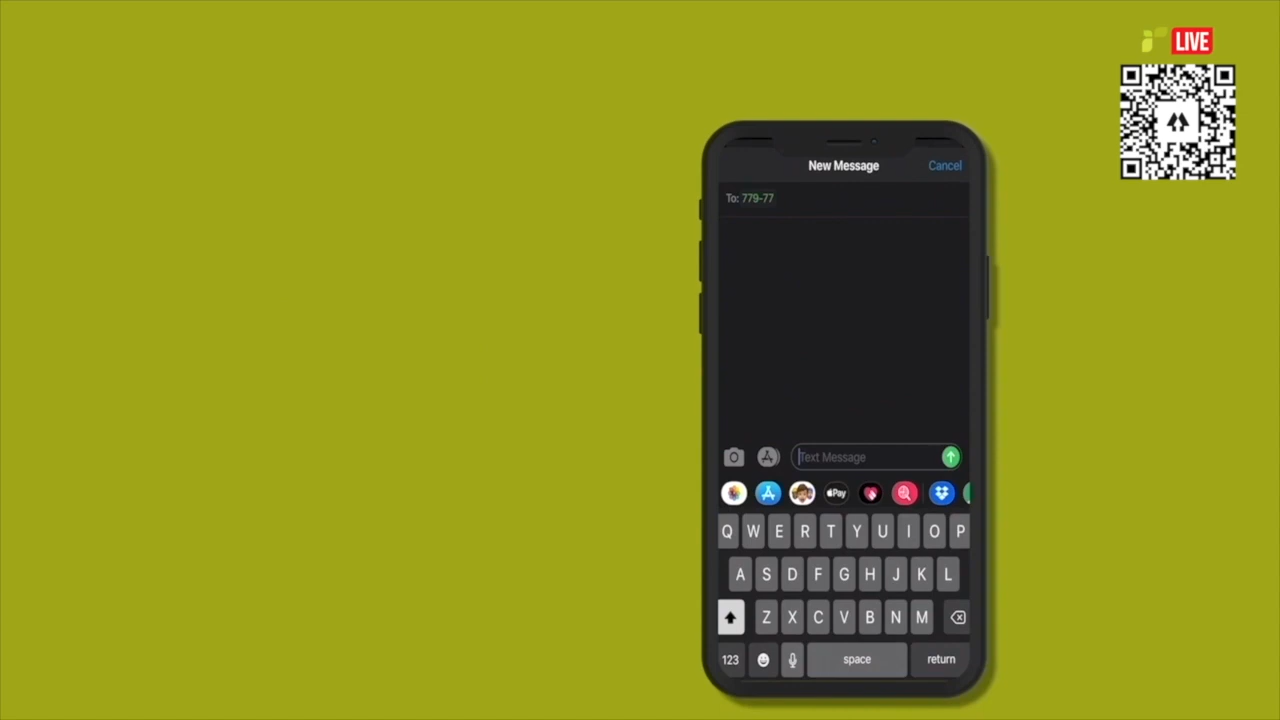 LIVE
New Message
Cancel
To: 779-77
Text Message
Pay
Q W E R T Y U I O P
A S D F G H J K L
Z X C V B N M
123
space
return